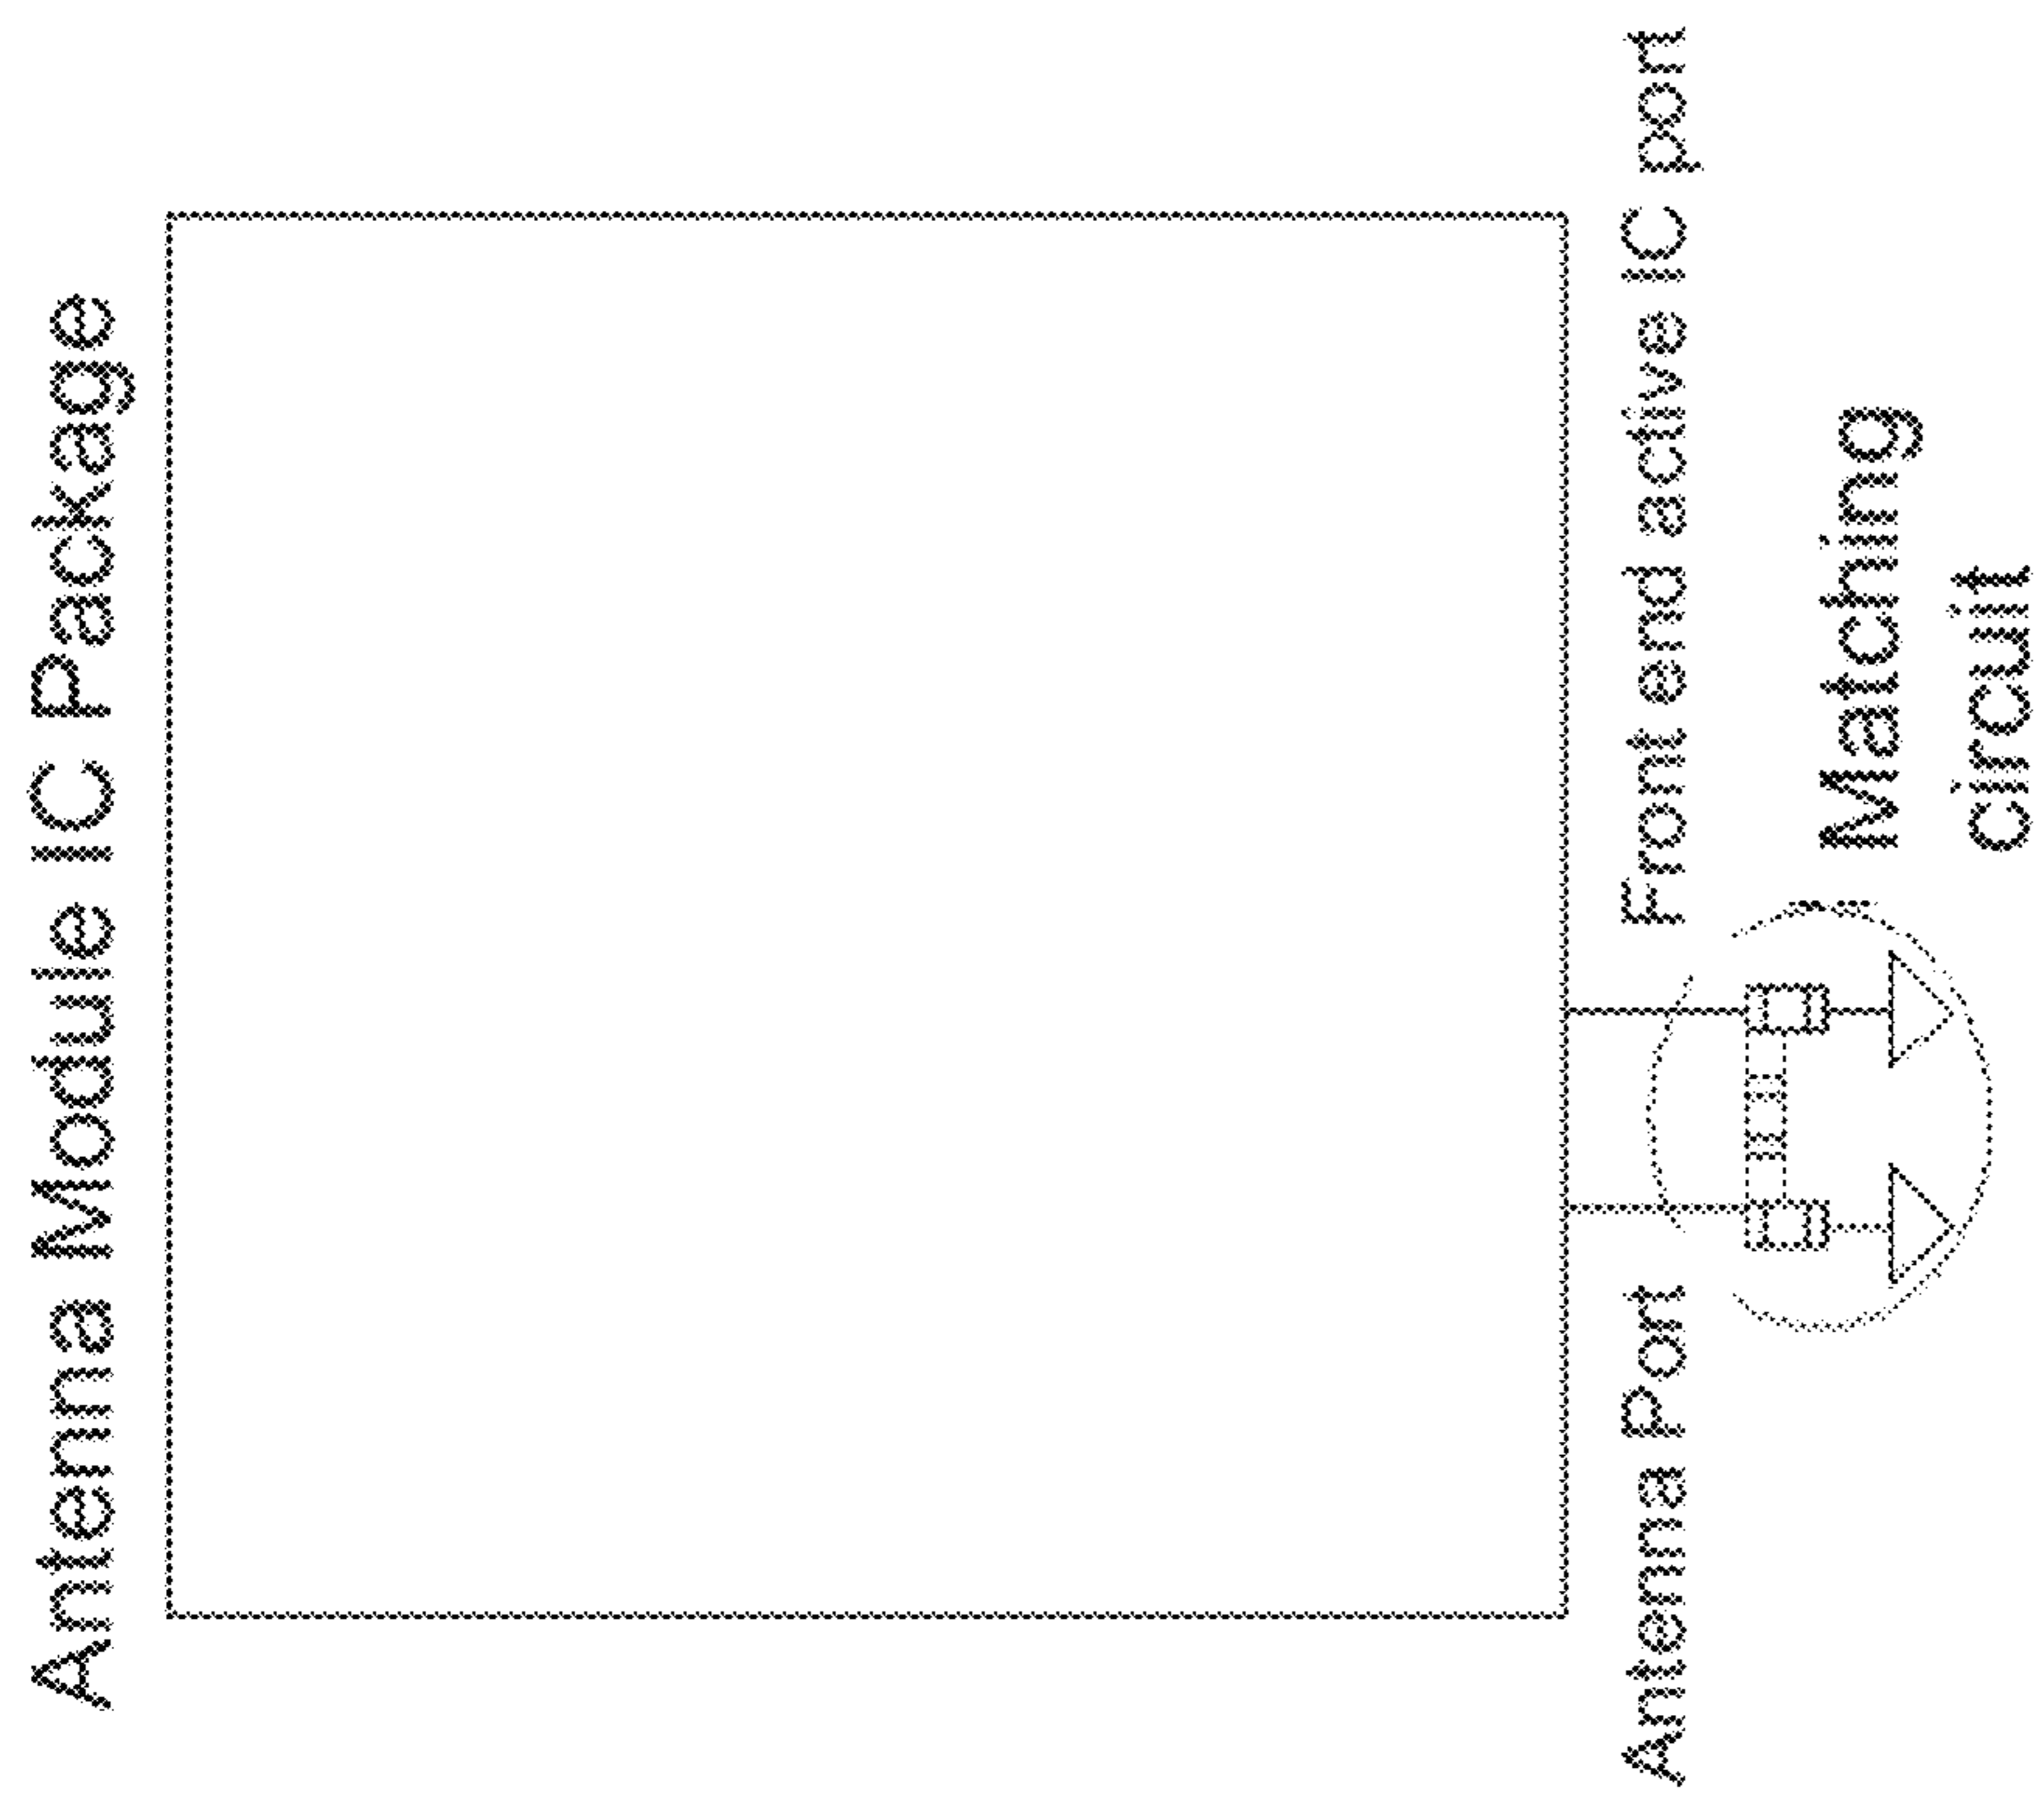 Antenna Module IC Package
Antenna Port
Front end active IC port
Matching
circuit